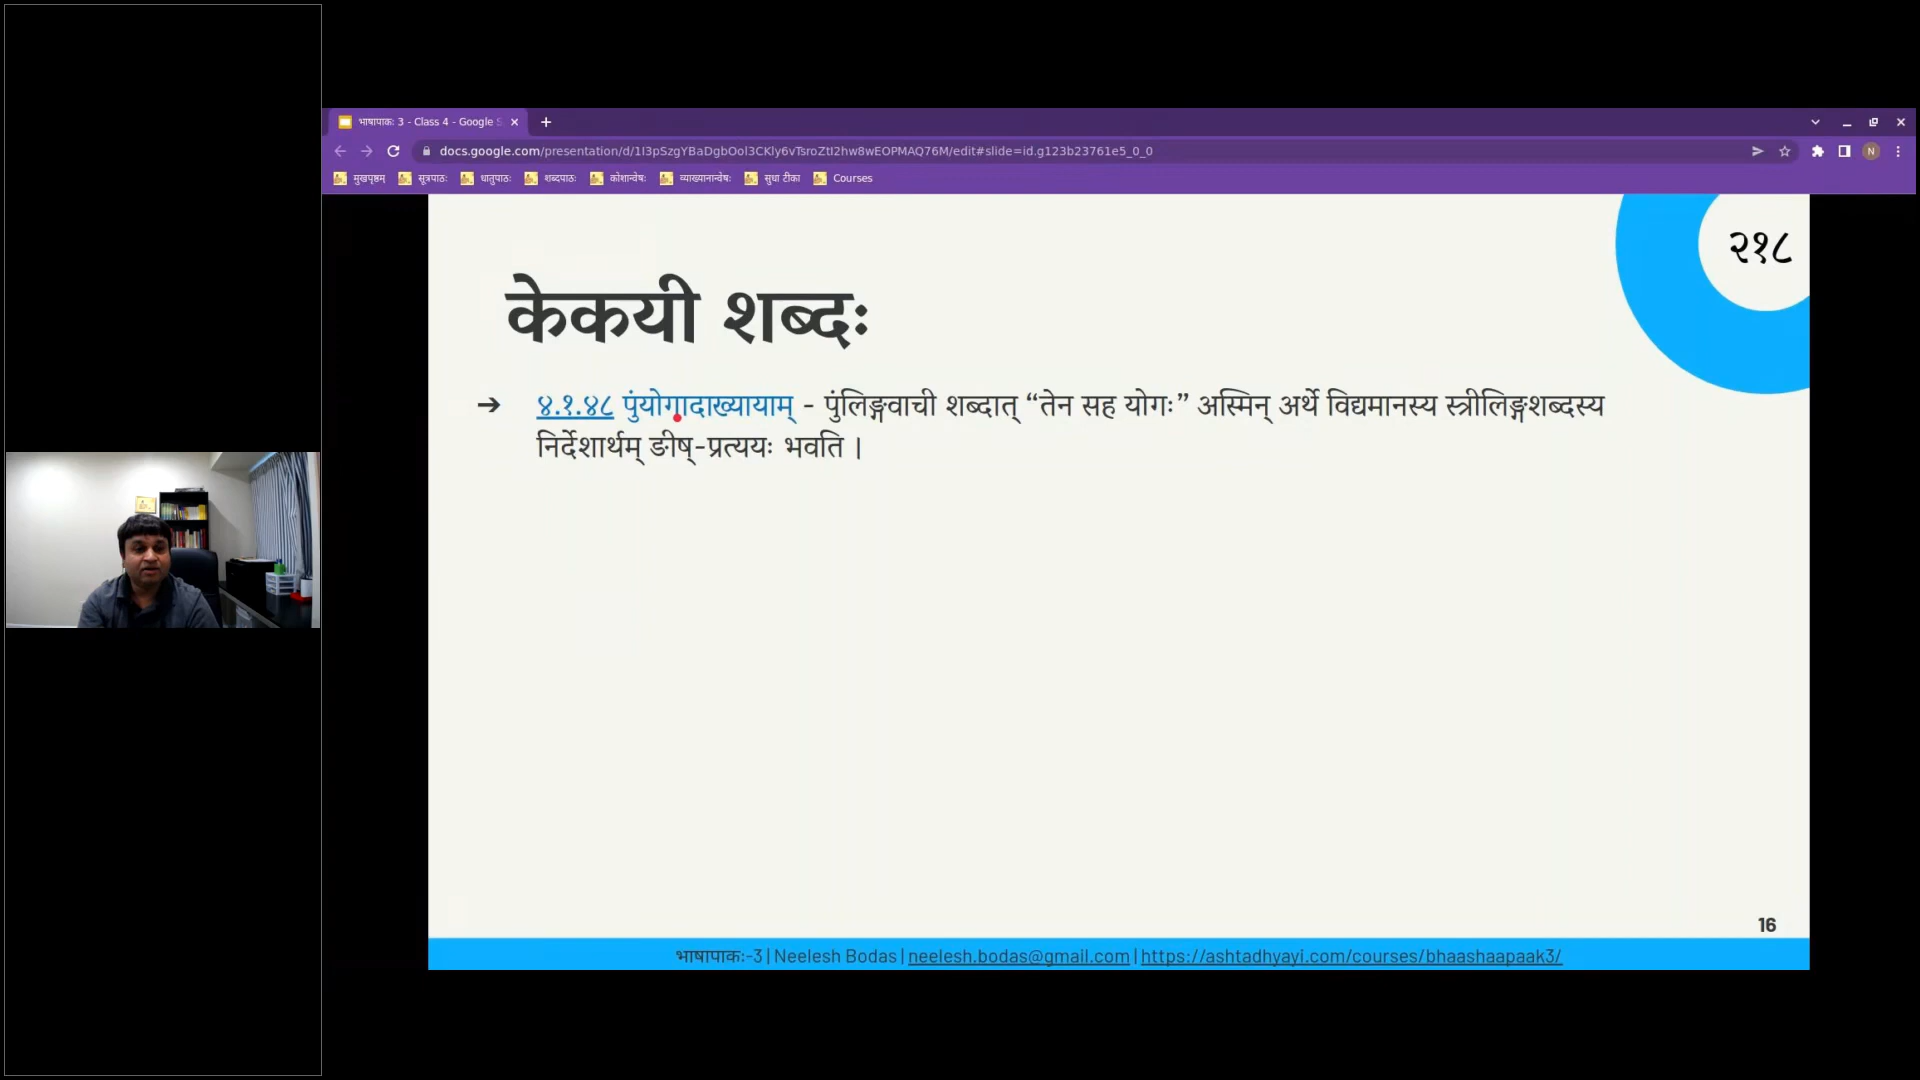 भाषापाकः 3 - Class 4 - Google S
docs.google.com/presentation/d/1I3pSzgYBaDgbOol3CKly6vTsroZtI2hw8wEOPMAQ76M/edit#slide=id.g123b23761e5_0_0
N
मुखपृष्ठम् सूत्रपाठः धातुपाठः शब्दपाठः कोशान्वेषः व्याख्यानान्वेषः सुधा टीका Courses
२१८
केकयी शब्दः
➔ ४.१.४८ पुंयोगादाख्यायाम् - पुंलिङ्गवाची शब्दात् “तेन सह योगः” अस्मिन् अर्थे विद्यमानस्य स्त्रीलिङ्गशब्दस्य
निर्देशार्थम् ङीष्-प्रत्ययः भवति ।
16
भाषापाकः-3 | Neelesh Bodas | neelesh.bodas@gmail.com | https://ashtadhyayi.com/courses/bhaashaapaak3/